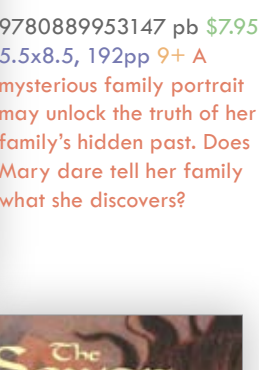 9780889953147 pb $7.95
5.5x8.5, 192pp 9+ A
mysterious family portrait
may unlock the truth of her
family's hidden past. Does
Mary dare tell her family
what she discovers?
The